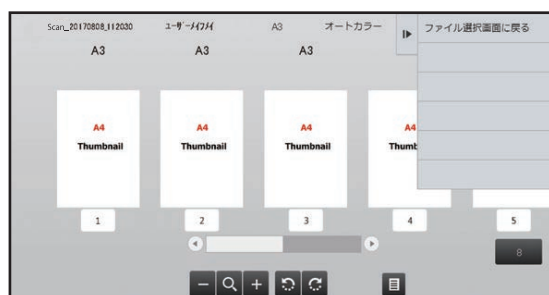 Scan_20170808_112030 ユーザーメイフメイ A3 オートカラー ファイル選択画面に戻る
A3 A3 A3
A4 A4 A4 A4
Thumbnail Thumbnail Thumbnail Thumb
1 2 3 4 5
8